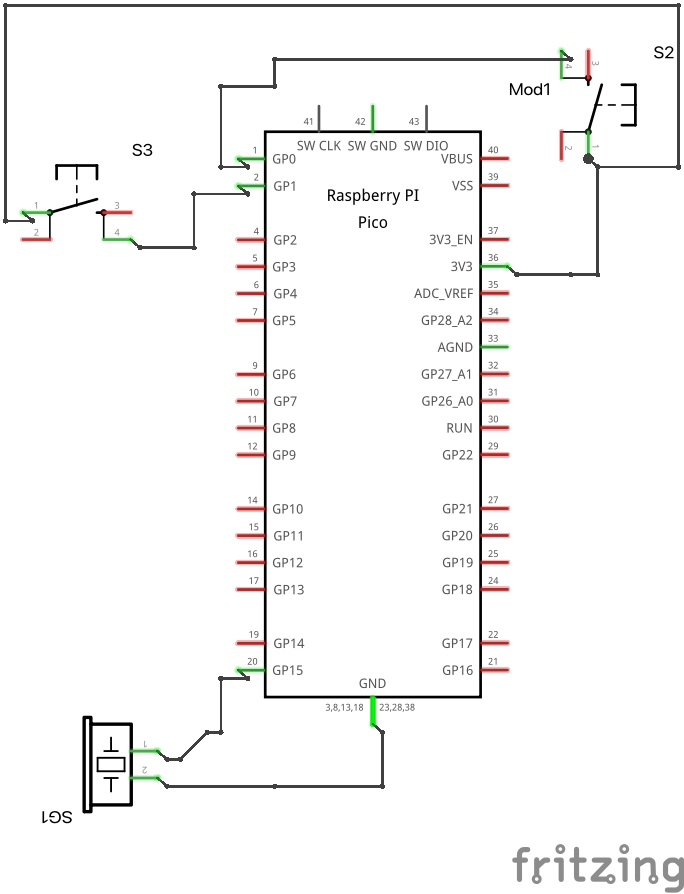 S2
4
3
Mod1
2
1
41
42
43
SW CLK
SW GND
SW DIO
S3
1
2
3
4
Raspberry PI
Pico
1 GP0
2 GP1
4 GP2
5 GP3
6 GP4
7 GP5
9 GP6
10 GP7
11 GP8
12 GP9
14 GP10
15 GP11
16 GP12
17 GP13
19 GP14
20 GP15
VBUS 40
VSS 39
3V3_EN 37
3V3 36
ADC_VREF 35
GP28_A2 34
AGND 33
GP27_A1 32
GP26_A0 31
RUN 30
GP22 29
GP21 27
GP20 26
GP19 25
GP18 24
GP17 22
GP16 21
GND
3,8,13,18
23,28,38
1
2
SG1
fritzing